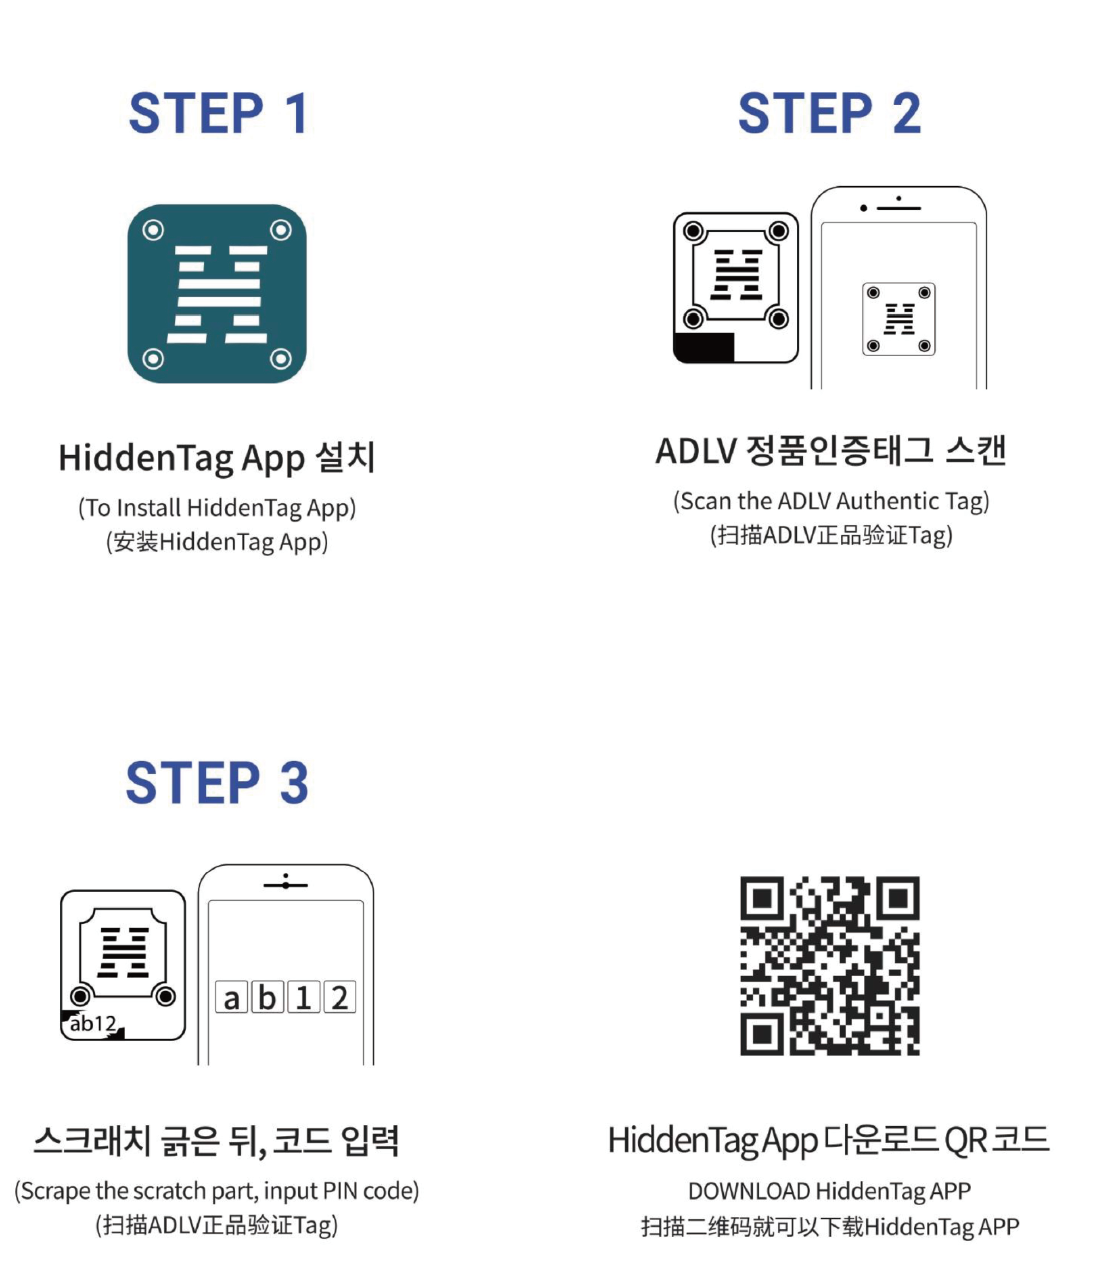 STEP 1
HiddenTag App 설치
(To Install HiddenTag App)
(安装HiddenTag App)
STEP 2
ADLV 정품인증태그 스캔
(Scan the ADLV Authentic Tag)
(扫描ADLV正品验证Tag)
STEP 3
ab12
a b 1 2
스크래치 긁은 뒤, 코드 입력
(Scrape the scratch part, input PIN code)
(扫描ADLV正品验证Tag)
HiddenTag App 다운로드 QR 코드
DOWNLOAD HiddenTag APP
扫描二维码就可以下载HiddenTag APP